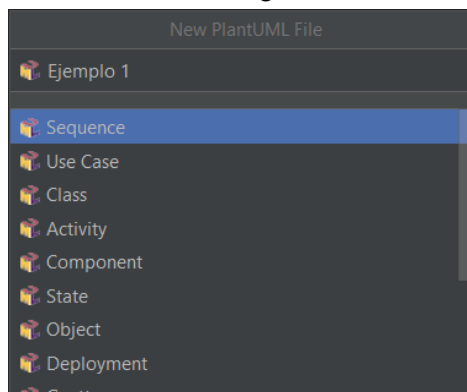 New PlantUML File
Ejemplo 1
Sequence
Use Case
Class
Activity
Component
State
Object
Deployment